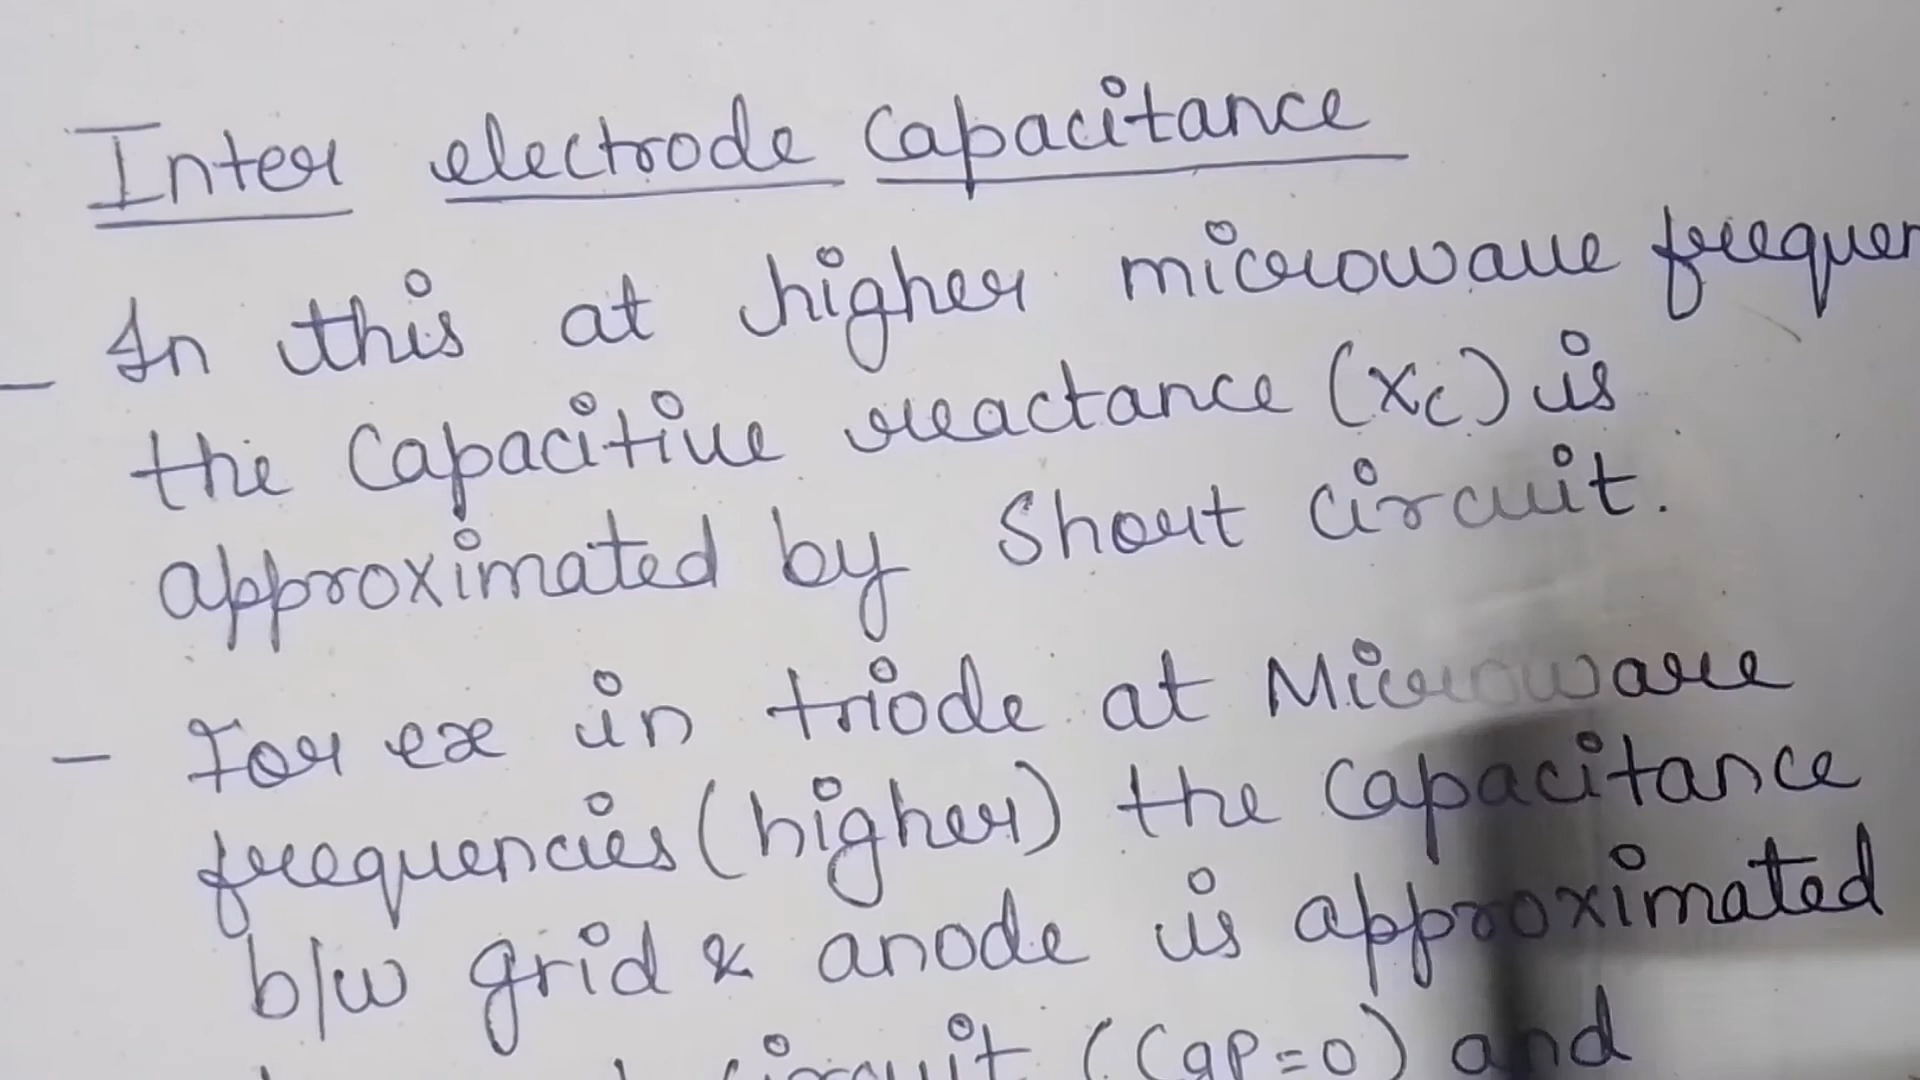 Inter electrode Capacitance
- In this at higher microwave
the Capacitive reactance (Xc) is
approximated by Short Circuit.
- For ex in triode at Microwave
frequencies (higher) the Capacitance
b/w grid & anode is approximated
circuit (Cgp=0) and